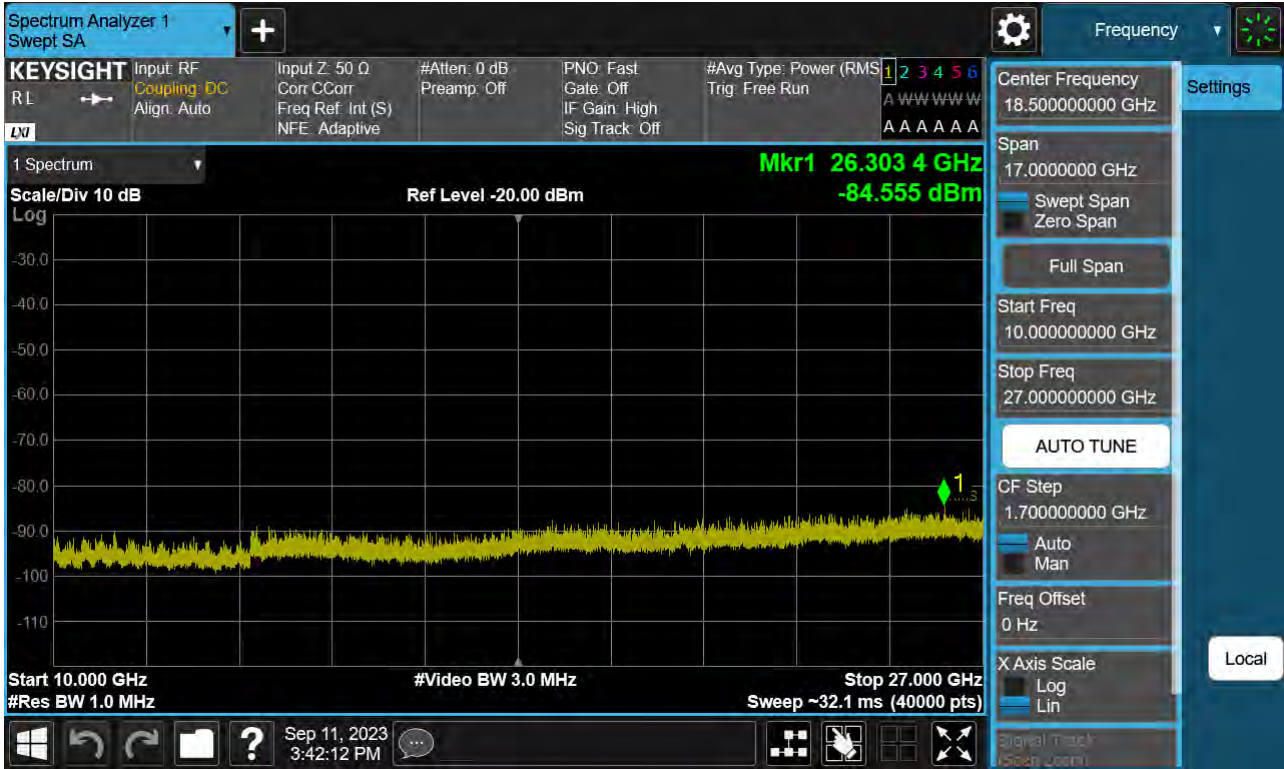 Spectrum Analyzer 1
Swept SA
+
Frequency
KEYSIGHT
R L
LXI
Input: RF
Coupling: DC
Align: Auto
Input Z: 50 Ω
Corr CCorr
Freq Ref: Int (S)
NFE: Adaptive
#Atten: 0 dB
Preamp: Off
PNO: Fast
Gate: Off
IF Gain: High
Sig Track: Off
#Avg Type: Power (RMS
Trig: Free Run
1 2 3 4 5 6
A W W W W W
A A A A A A
1 Spectrum
Scale/Div 10 dB
Log
Ref Level -20.00 dBm
Mkr1 26.303 4 GHz
-84.555 dBm
-30.0
-40.0
-50.0
-60.0
-70.0
-80.0
-90.0
-100
-110
1
Start 10.000 GHz
#Res BW 1.0 MHz
#Video BW 3.0 MHz
Stop 27.000 GHz
Sweep ~32.1 ms (40000 pts)
Center Frequency
18.500000000 GHz
Span
17.0000000 GHz
Swept Span
Zero Span
Full Span
Start Freq
10.000000000 GHz
Stop Freq
27.000000000 GHz
AUTO TUNE
CF Step
1.700000000 GHz
Auto
Man
Freq Offset
0 Hz
X Axis Scale
Log
Lin
Signal Track
(Span Zoom)
Settings
Local
?
Sep 11, 2023
3:42:12 PM